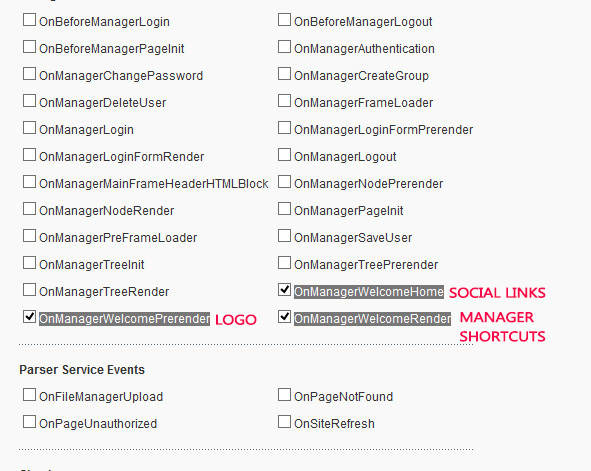 OnBeforeManagerLogin OnBeforeManagerLogout
OnBeforeManagerPageInit OnManagerAuthentication
OnManagerChangePassword OnManagerCreateGroup
OnManagerDeleteUser OnManagerFrameLoader
OnManagerLogin OnManagerLoginFormPrerender
OnManagerLoginFormRender OnManagerLogout
OnManagerMainFrameHeaderHTMLBlock OnManagerNodePrerender
OnManagerNodeRender OnManagerPageInit
OnManagerPreFrameLoader OnManagerSaveUser
OnManagerTreeInit OnManagerTreePrerender
OnManagerTreeRender OnManagerWelcomeHome SOCIAL LINKS
OnManagerWelcomePrerender LOGO OnManagerWelcomeRender MANAGER
SHORTCUTS
Parser Service Events
OnFileManagerUpload OnPageNotFound
OnPageUnauthorized OnSiteRefresh